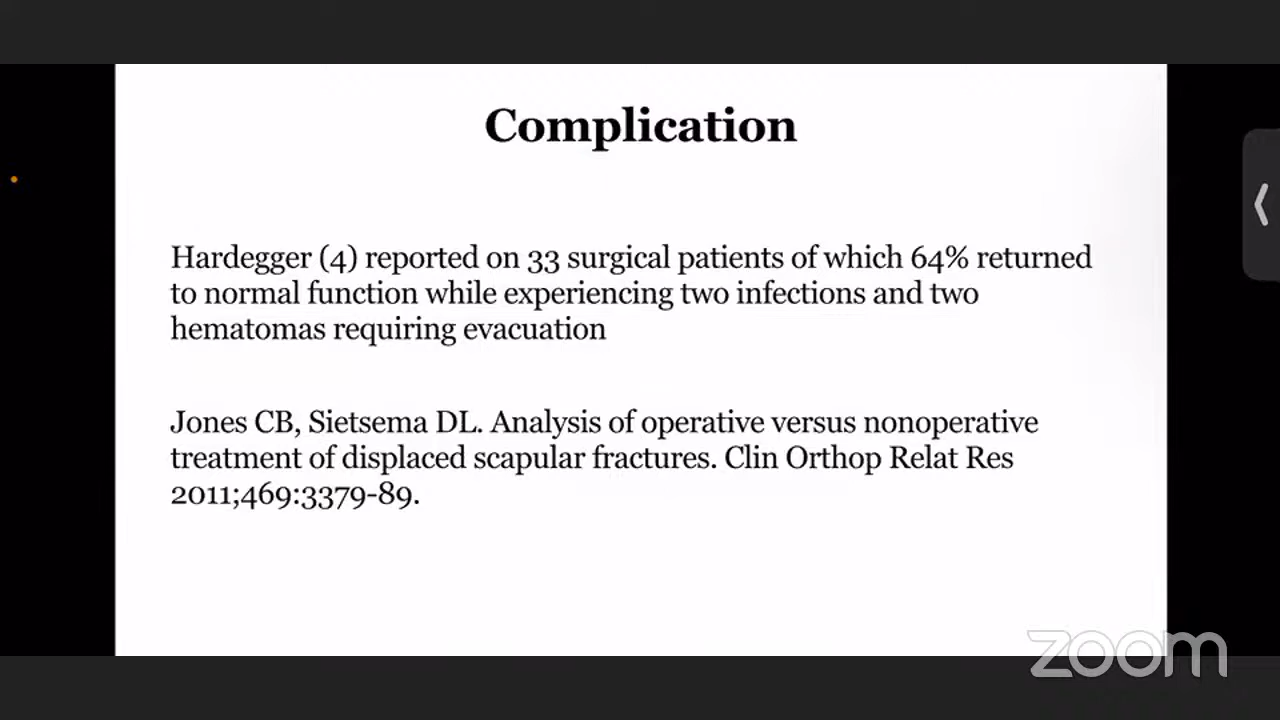 Complication
Hardegger (4) reported on 33 surgical patients of which 64% returned
to normal function while experiencing two infections and two
hematomas requiring evacuation
Jones CB, Sietsema DL. Analysis of operative versus nonoperative
treatment of displaced scapular fractures. Clin Orthop Relat Res
2011;469:3379-89.
zoom